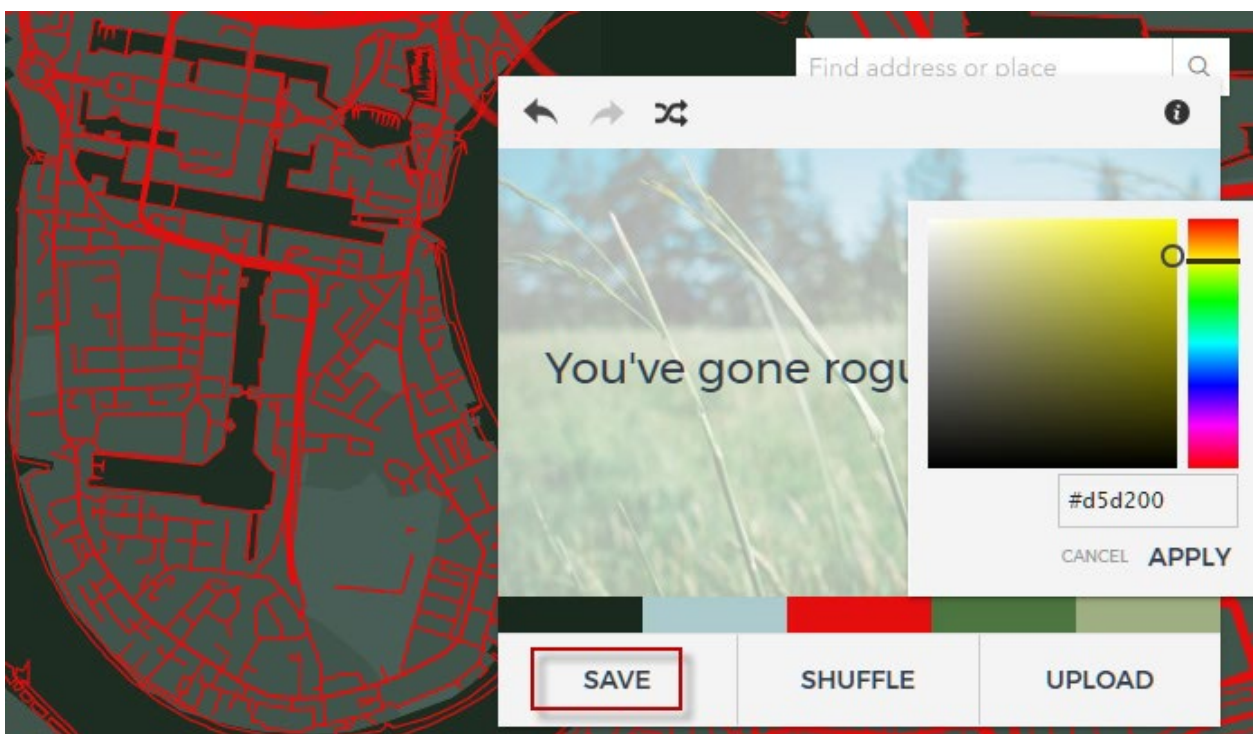 Find address or place
You've gone rogu
#d5d200
CANCEL APPLY
SAVE SHUFFLE UPLOAD